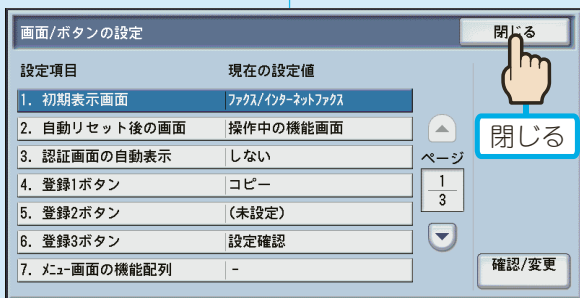 画面/ボタンの設定
閉じる
設定項目
現在の設定値
1. 初期表示画面
ファクス/インターネットファクス
2. 自動リセット後の画面
操作中の機能画面
3. 認証画面の自動表示
しない
4. 登録1ボタン
コピー
5. 登録2ボタン
(未設定)
6. 登録3ボタン
設定確認
7. メニュー画面の機能配列
-
閉じる
ページ
1
3
確認/変更